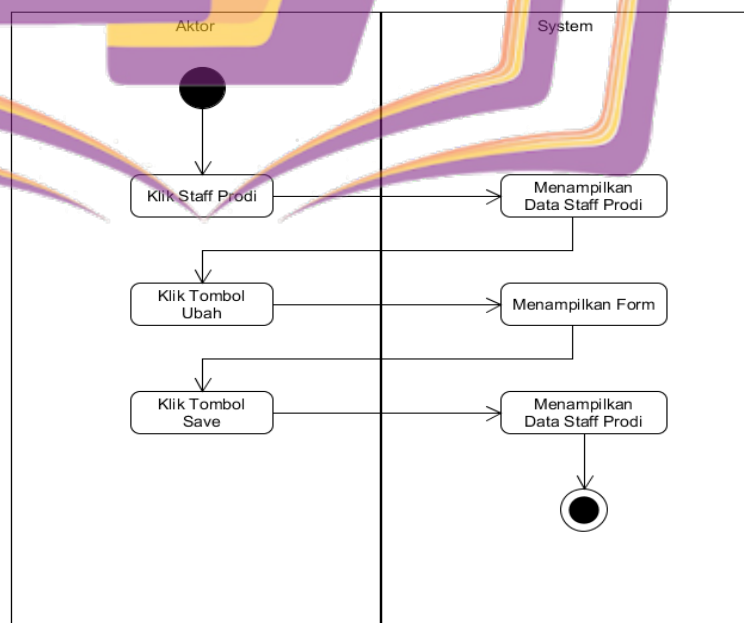 Aktor
System
Klik Staff Prodi
Menampilkan
Data Staff Prodi
Klik Tombol
Ubah
Menampilkan Form
Klik Tombol
Save
Menampilkan
Data Staff Prodi